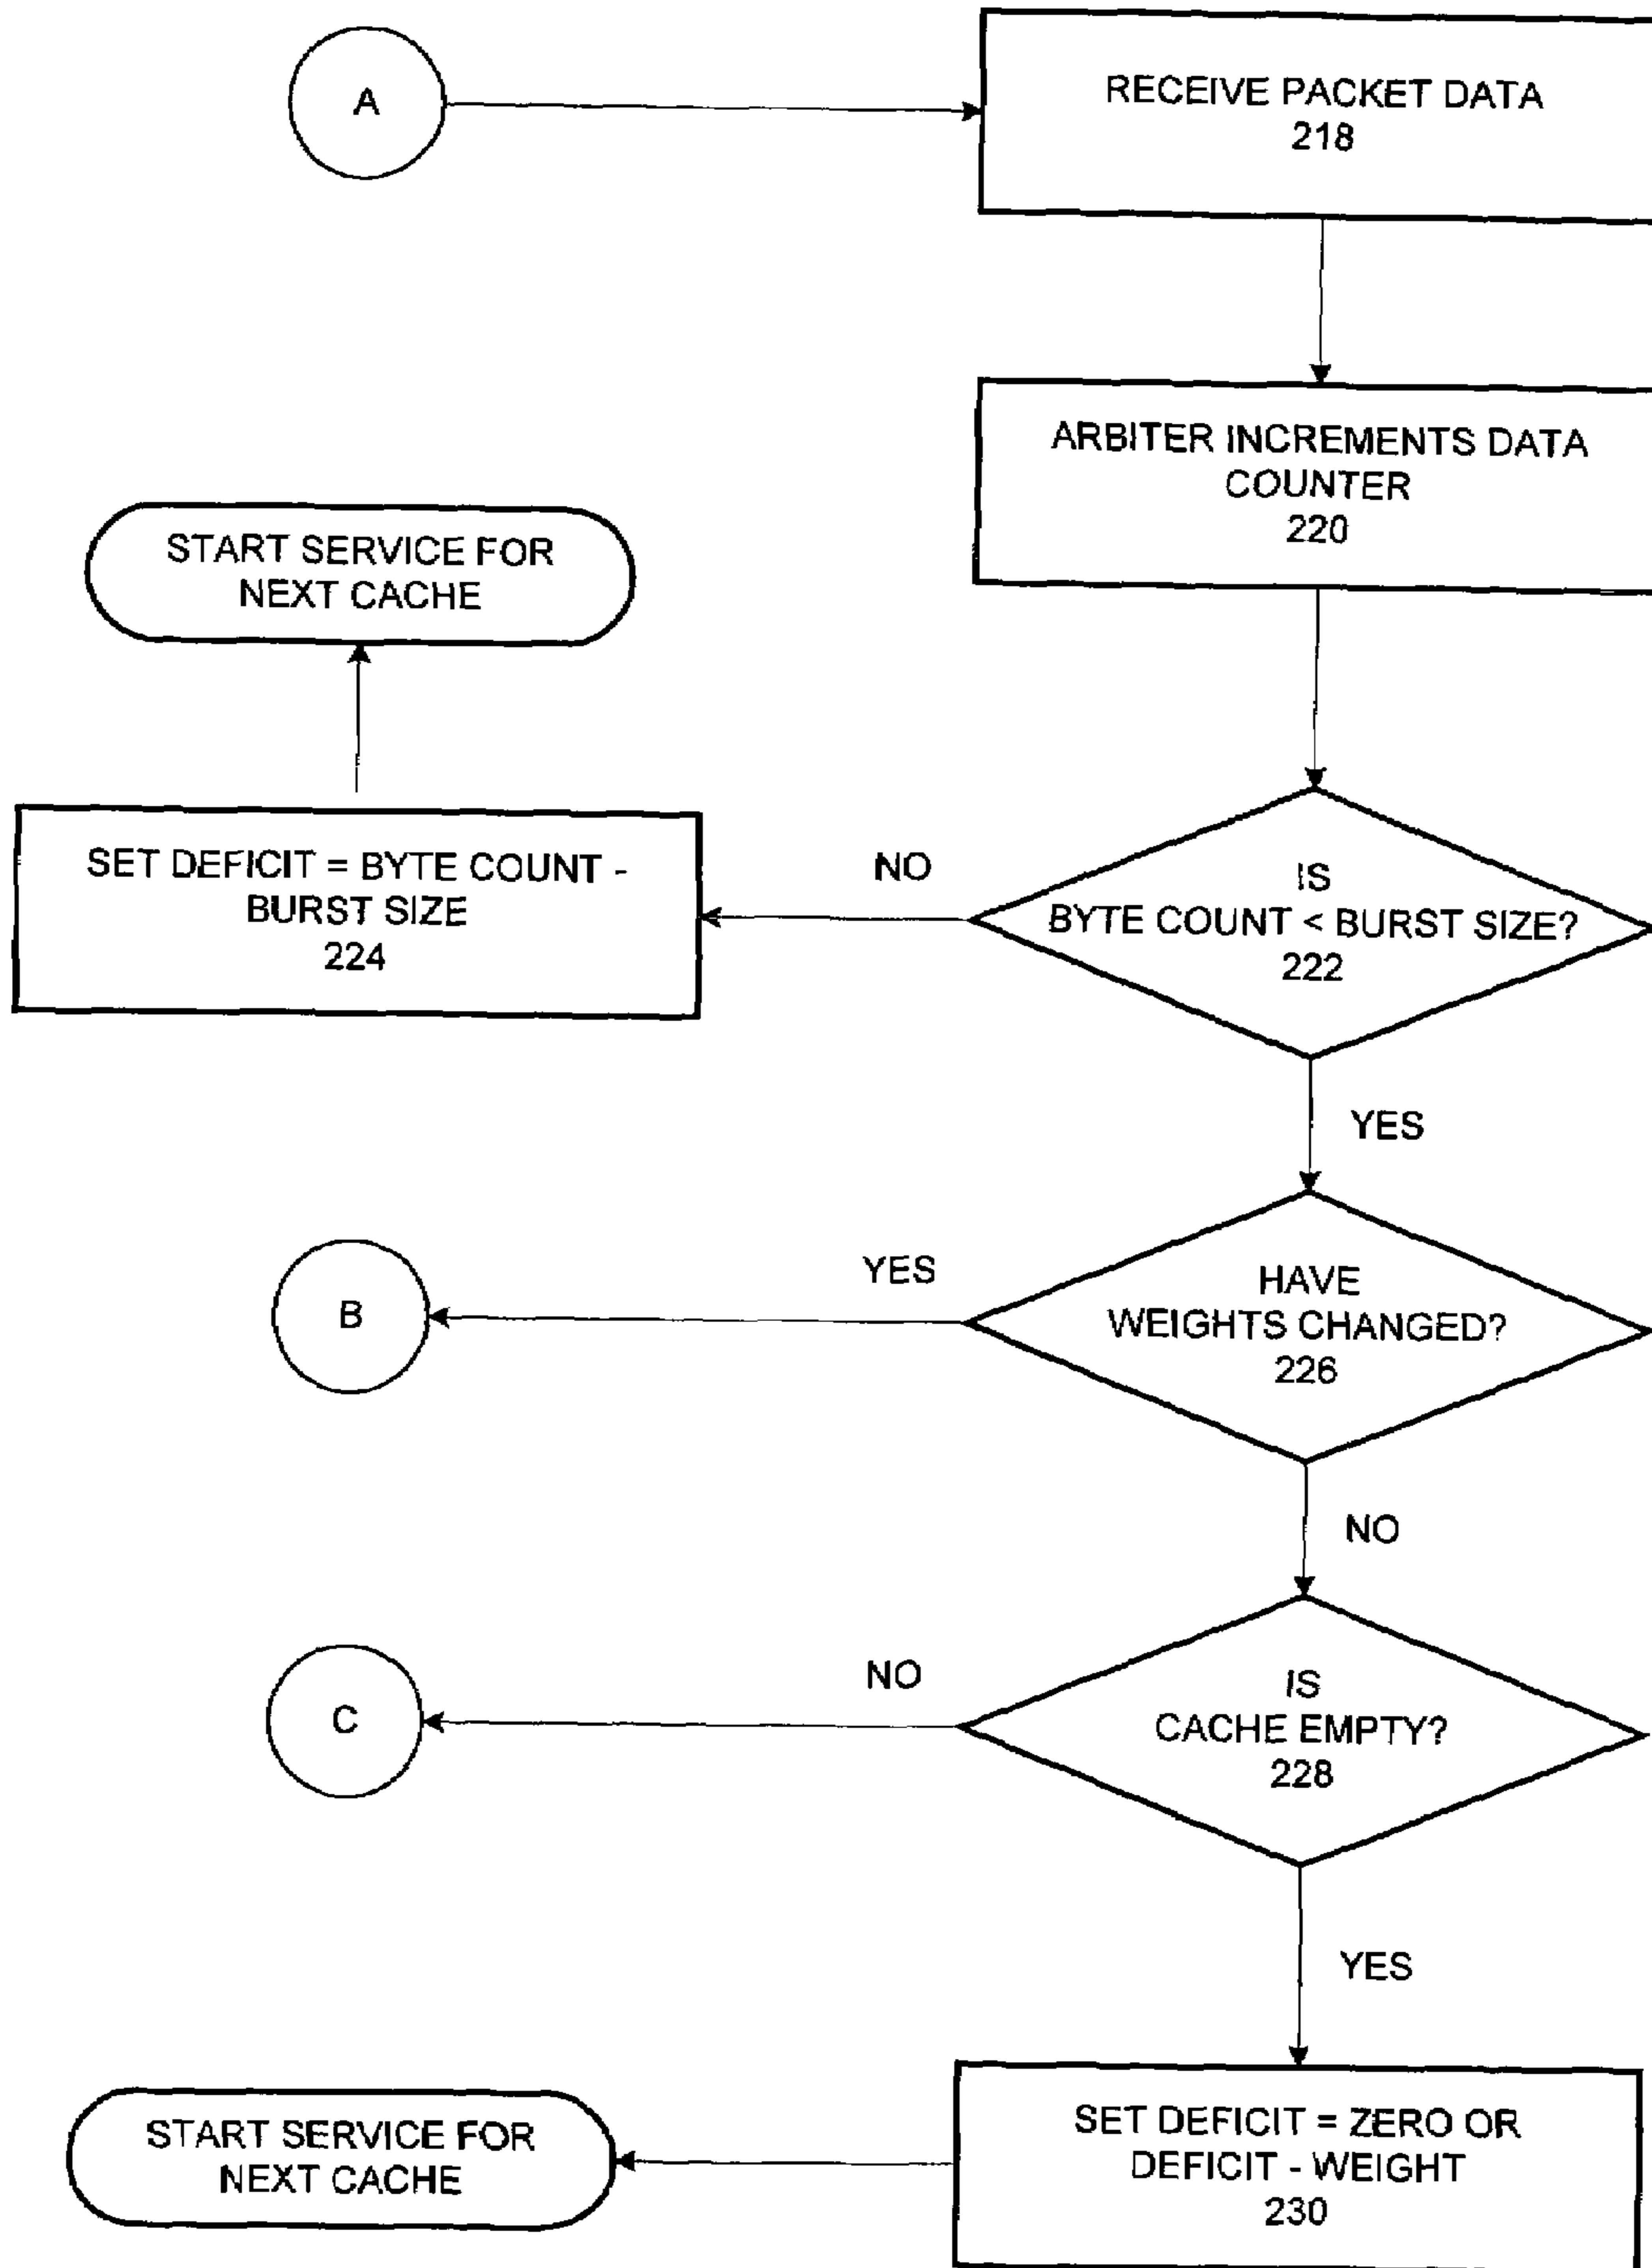 A
RECEIVE PACKET DATA
218
ARBITER INCREMENTS DATA
COUNTER
220
START SERVICE FOR
NEXT CACHE
SET DEFICIT = BYTE COUNT -
BURST SIZE
224
NO
IS
BYTE COUNT < BURST SIZE?
222
YES
B
YES
HAVE
WEIGHTS CHANGED?
226
NO
C
NO
IS
CACHE EMPTY?
228
YES
START SERVICE FOR
NEXT CACHE
SET DEFICIT = ZERO OR
DEFICIT - WEIGHT
230